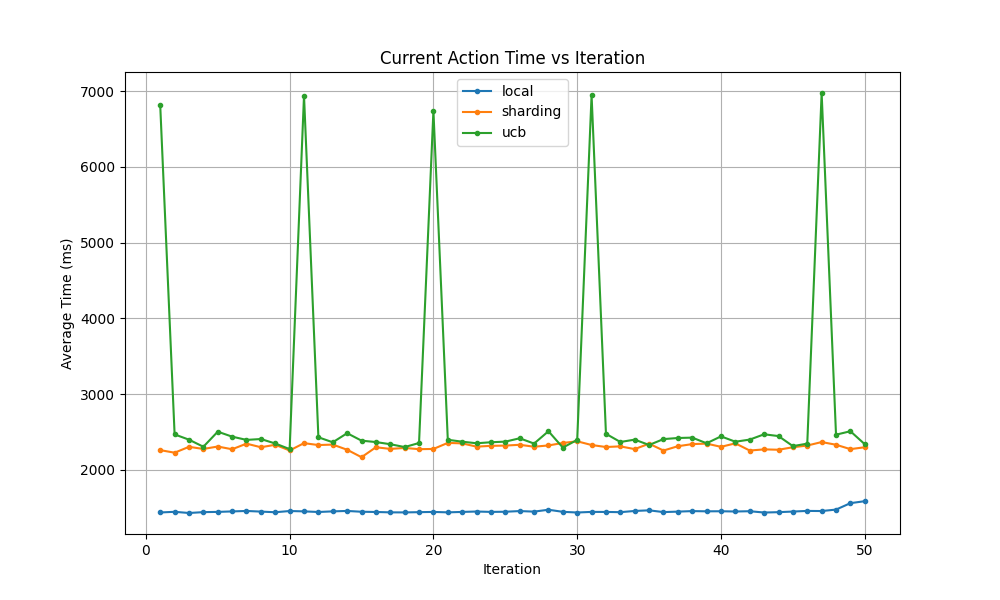 Current Action Time vs Iteration
local
sharding
ucb
Average Time (ms)
7000
6000
5000
4000
3000
2000
0
10
20
30
40
50
Iteration